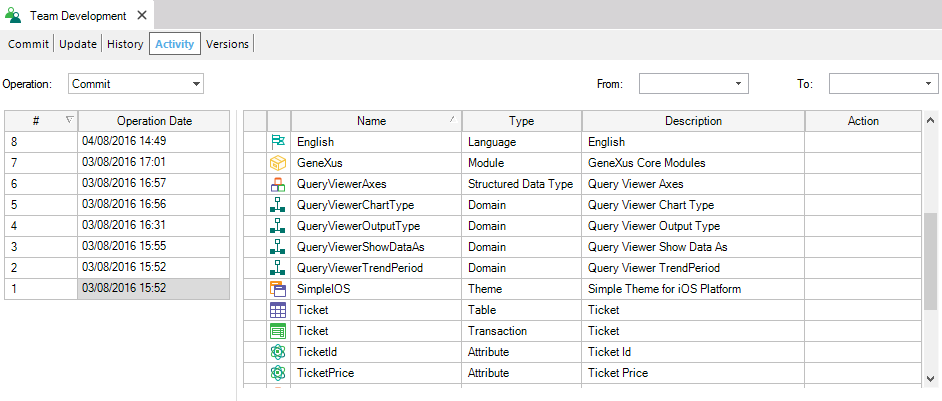 Team Development
Commit Update History Activity Versions
Operation: Commit From: To:
# Operation Date Name Type Description Action
8 04/08/2016 14:49 English Language English
7 03/08/2016 17:01 GeneXus Module GeneXus Core Modules
6 03/08/2016 16:57 QueryViewerAxes Structured Data Type Query Viewer Axes
5 03/08/2016 16:56 QueryViewerChartType Domain Query Viewer Chart Type
4 03/08/2016 16:31 QueryViewerOutputType Domain Query Viewer Output Type
3 03/08/2016 15:55 QueryViewerShowDataAs Domain Query Viewer Show Data As
2 03/08/2016 15:52 QueryViewerTrendPeriod Domain Query Viewer TrendPeriod
1 03/08/2016 15:52 SimpleIOS Theme Simple Theme for iOS Platform
Ticket Table Ticket
Ticket Transaction Ticket
TicketId Attribute Ticket Id
TicketPrice Attribute Ticket Price